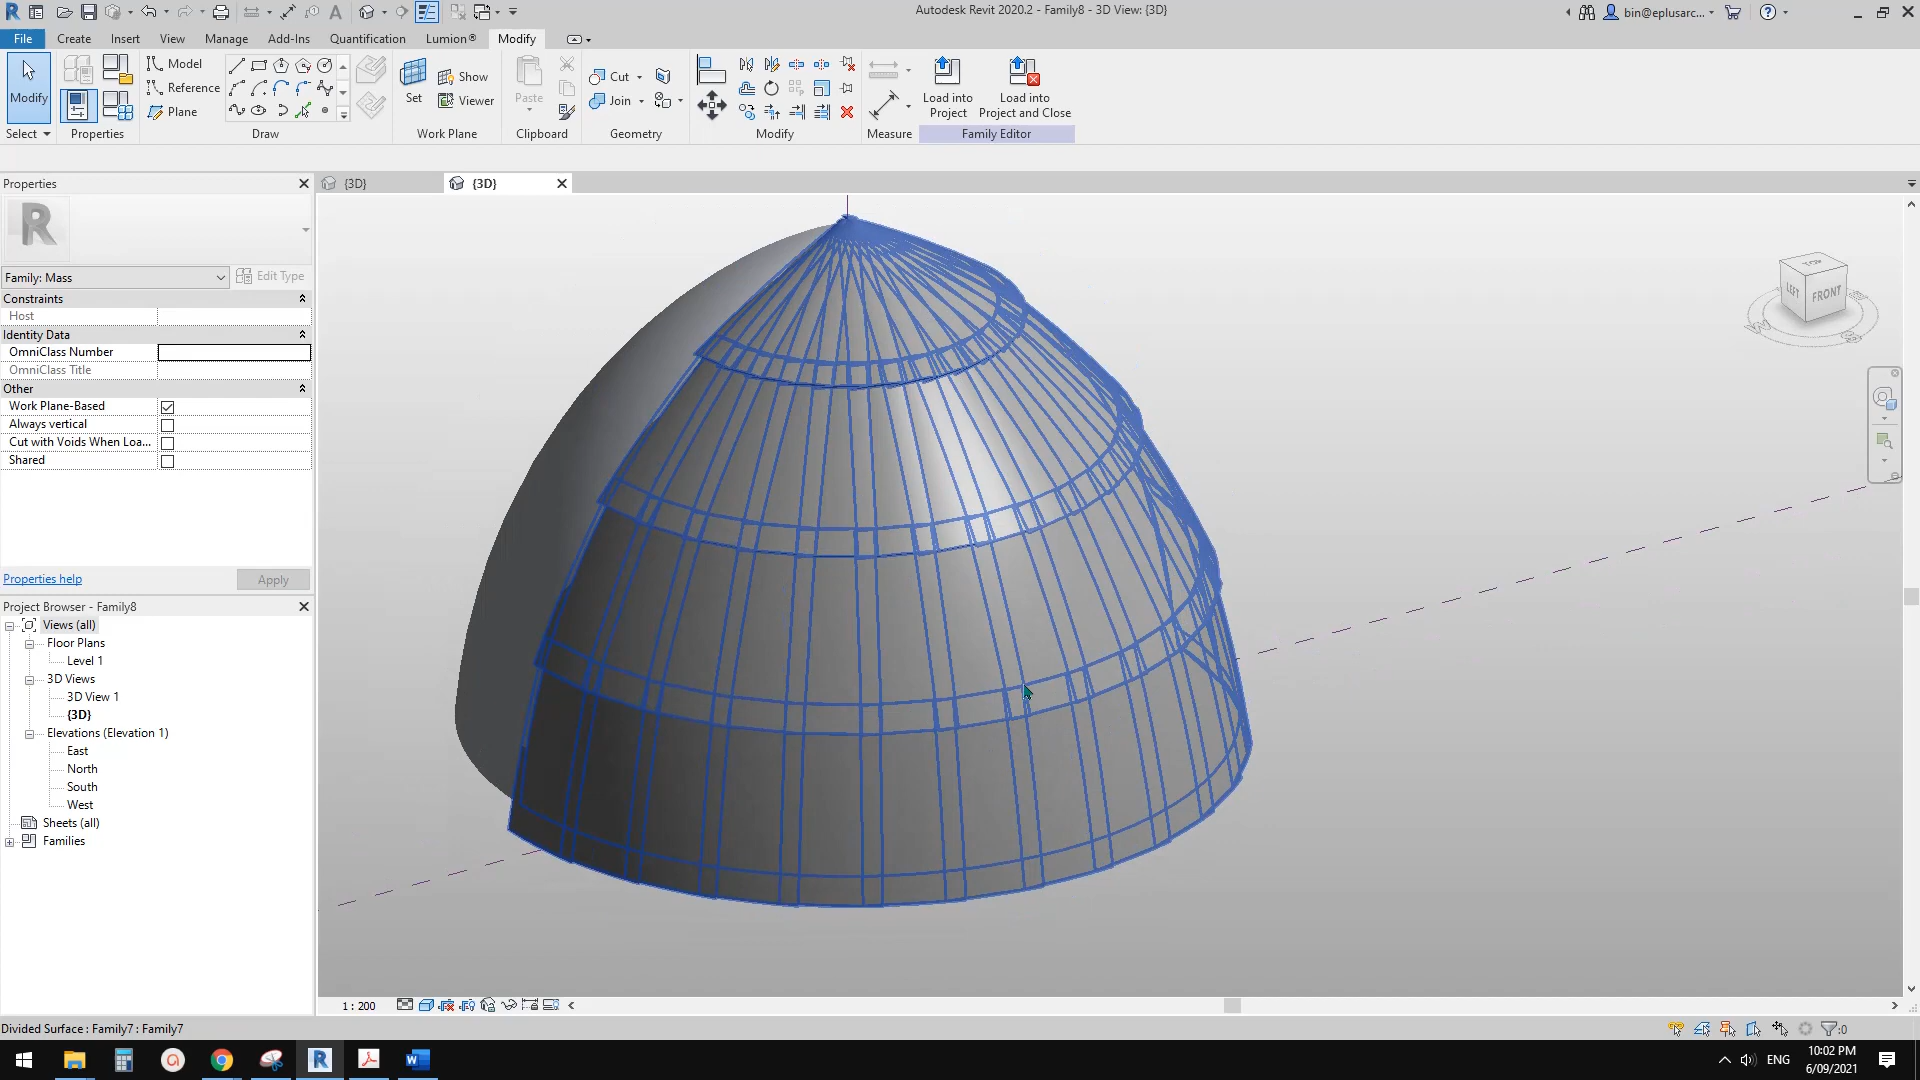 Autodesk Revit 2020.2 - Family8 - 3D View: {3D}
bin@eplusarc...
File Create Insert View Manage Add-Ins Quantification Lumion® Modify
Modify
Model
Reference
Plane
Set
Show
Viewer
Paste
Cut
Join
Load into
Project
Load into
Project and Close
Select Properties Draw Work Plane Clipboard Geometry Modify Measure Family Editor
Properties
{3D}
{3D}
R
Family: Mass
Edit Type
Constraints
Host
Identity Data
OmniClass Number
OmniClass Title
Other
Work Plane-Based
Always vertical
Cut with Voids When Loa...
Shared
Properties help
Apply
Project Browser - Family8
Views (all)
Floor Plans
Level 1
3D Views
3D View 1
{3D}
Elevations (Elevation 1)
East
North
South
West
Sheets (all)
Families
TOP
LEFT
FRONT
W
S
1 : 200
Divided Surface : Family7 : Family7
:0
ENG
10:02 PM
6/09/2021